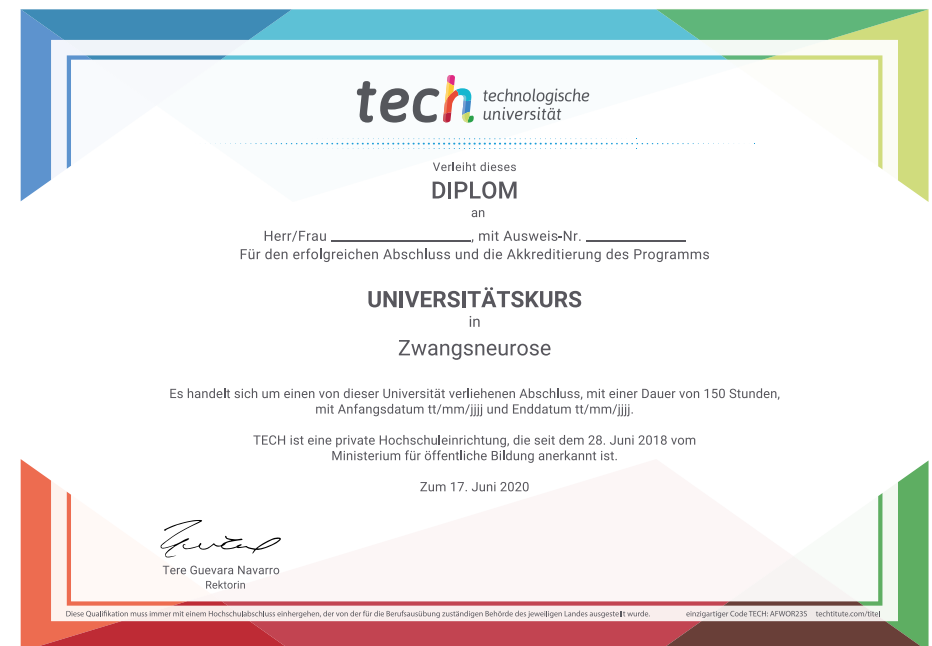 tech technologische
universität
Verleiht dieses
DIPLOM
an
Herr/Frau ____________________, mit Ausweis-Nr. ______________
Für den erfolgreichen Abschluss und die Akkreditierung des Programms
UNIVERSITÄTSKURS
in
Zwangsneurose
Es handelt sich um einen von dieser Universität verliehenen Abschluss, mit einer Dauer von 150 Stunden,
mit Anfangsdatum tt/mm/jjjj und Enddatum tt/mm/jjjj.
TECH ist eine private Hochschuleinrichtung, die seit dem 28. Juni 2018 vom
Ministerium für öffentliche Bildung anerkannt ist.
Zum 17. Juni 2020
Tere Guevara Navarro
Rektorin
Diese Qualifikation muss immer mit einem Hochschulabschluss einhergehen, der von der für die Berufsausübung zuständigen Behörde des jeweiligen Landes ausgestellt wurde. einzigartiger Code TECH: AFWOR23S techtitute.com/titel